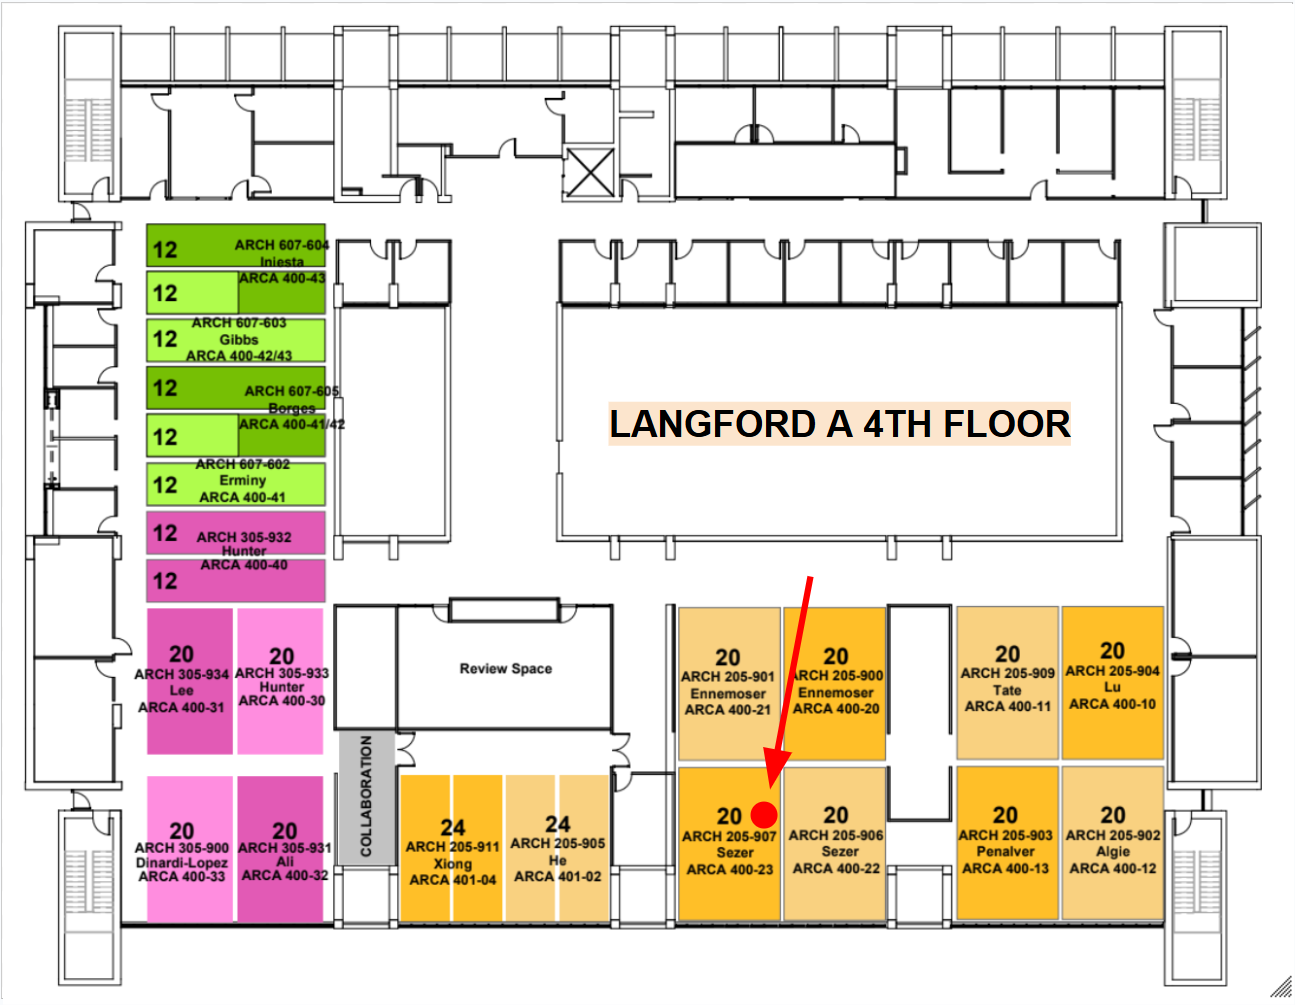 12
ARCH 607-604
Iniesta
ARCA 400-43
12
12
ARCH 607-603
Gibbs
ARCA 400-42/43
12
ARCH 607-605
Borges
ARCA 400-41/42
12
12
ARCH 607-602
Erminy
ARCA 400-41
12
ARCH 305-932
Hunter
ARCA 400-40
12
LANGFORD A 4TH FLOOR
20
ARCH 305-934
Lee
ARCA 400-31
20
ARCH 305-933
Hunter
ARCA 400-30
Review Space
20
ARCH 205-901
Ennemoser
ARCA 400-21
20
ARCH 205-900
Ennemoser
ARCA 400-20
20
ARCH 205-909
Tate
ARCA 400-11
20
ARCH 205-904
Lu
ARCA 400-10
20
ARCH 305-900
Dinardi-Lopez
ARCA 400-33
20
ARCH 305-931
Ali
ARCA 400-32
COLLABORATION
24
ARCH 205-911
Xiong
ARCA 401-04
24
ARCH 205-905
He
ARCA 401-02
20
ARCH 205-907
Sezer
ARCA 400-23
20
ARCH 205-906
Sezer
ARCA 400-22
20
ARCH 205-903
Penalver
ARCA 400-13
20
ARCH 205-902
Algie
ARCA 400-12